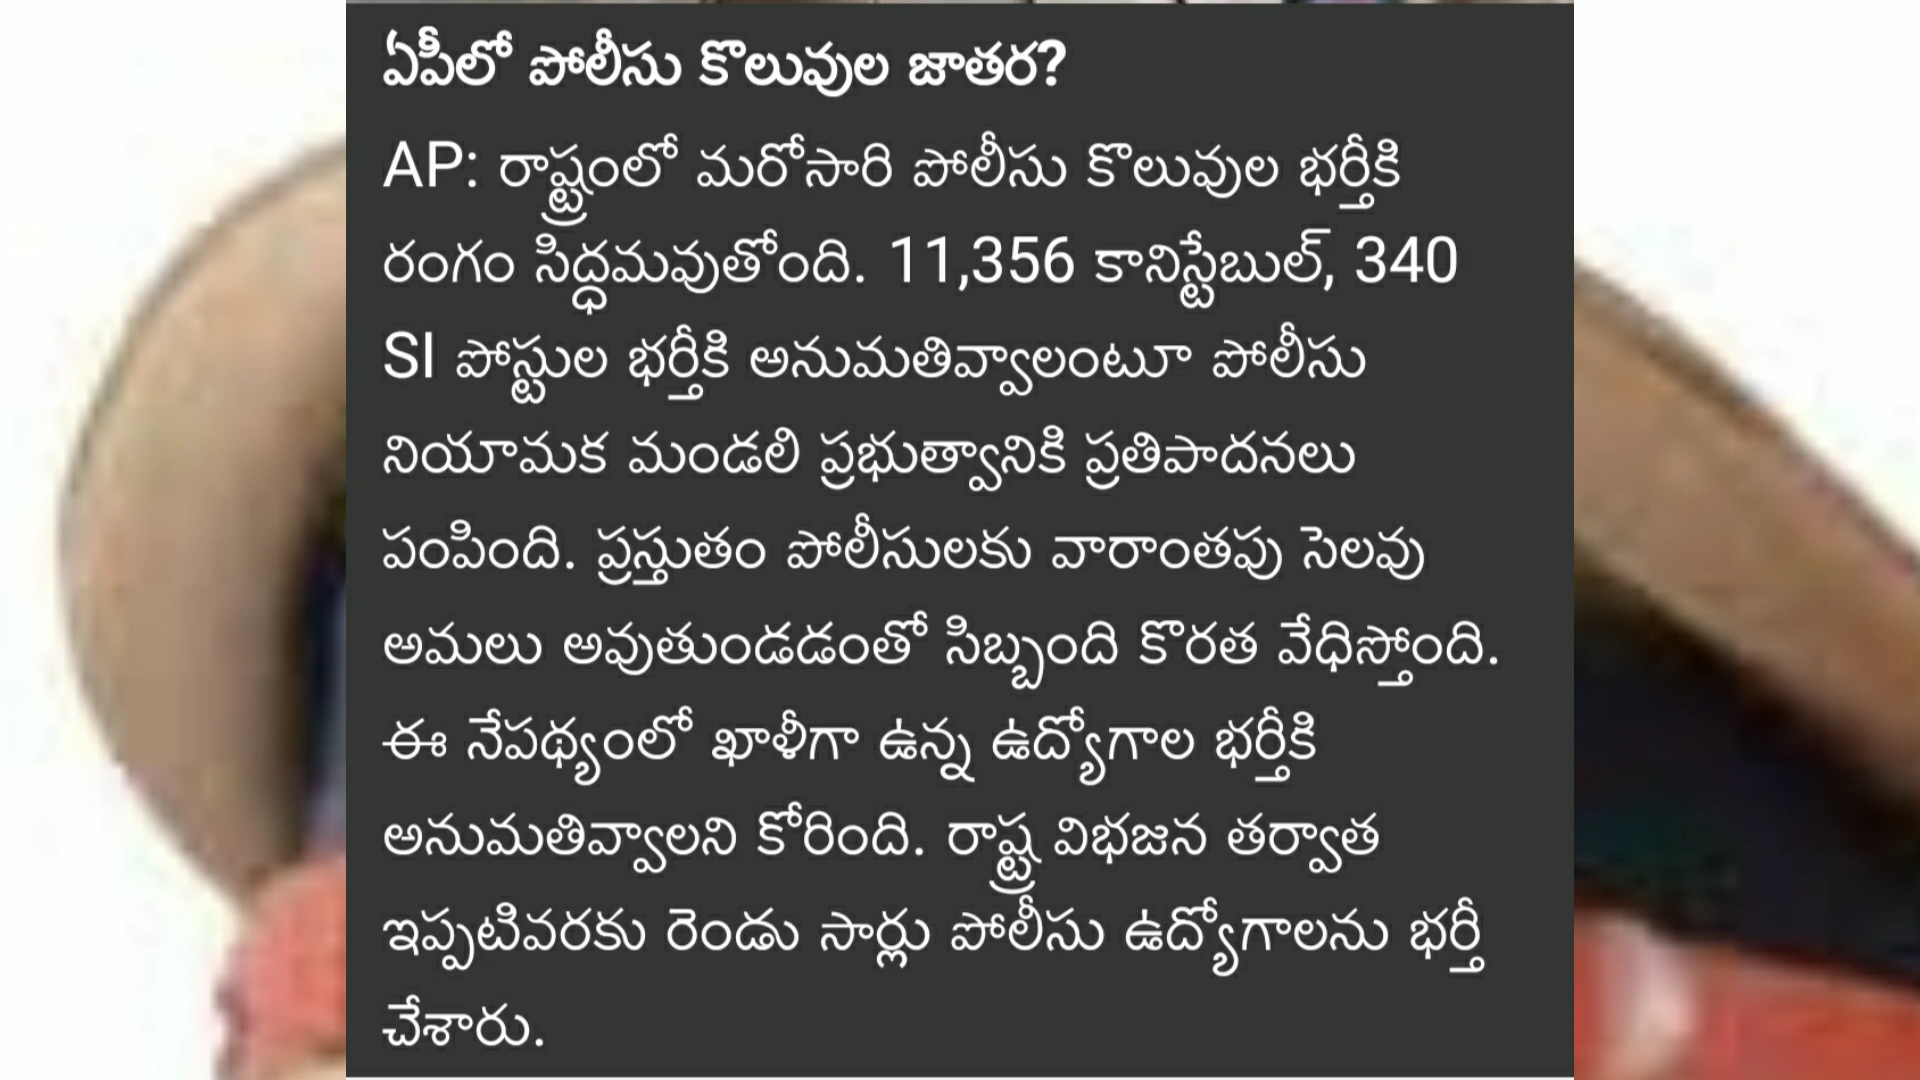 ఏపీలో పోలీసు కొలువుల జాతర?
AP: రాష్ట్రంలో మరోసారి పోలీసు కొలువుల భర్తీకి
రంగం సిద్ధమవుతోంది. 11,356 కానిస్టేబుల్, 340
SI పోస్టుల భర్తీకి అనుమతివ్వాలంటూ పోలీసు
నియామక మండలి ప్రభుత్వానికి ప్రతిపాదనలు
పంపింది. ప్రస్తుతం పోలీసులకు వారాంతపు సెలవు
అమలు అవుతుండడంతో సిబ్బంది కొరత వేధిస్తోంది.
ఈ నేపథ్యంలో ఖాళీగా ఉన్న ఉద్యోగాల భర్తీకి
అనుమతివ్వాలని కోరింది. రాష్ట్ర విభజన తర్వాత
ఇప్పటివరకు రెండు సార్లు పోలీసు ఉద్యోగాలను భర్తీ
చేశారు.